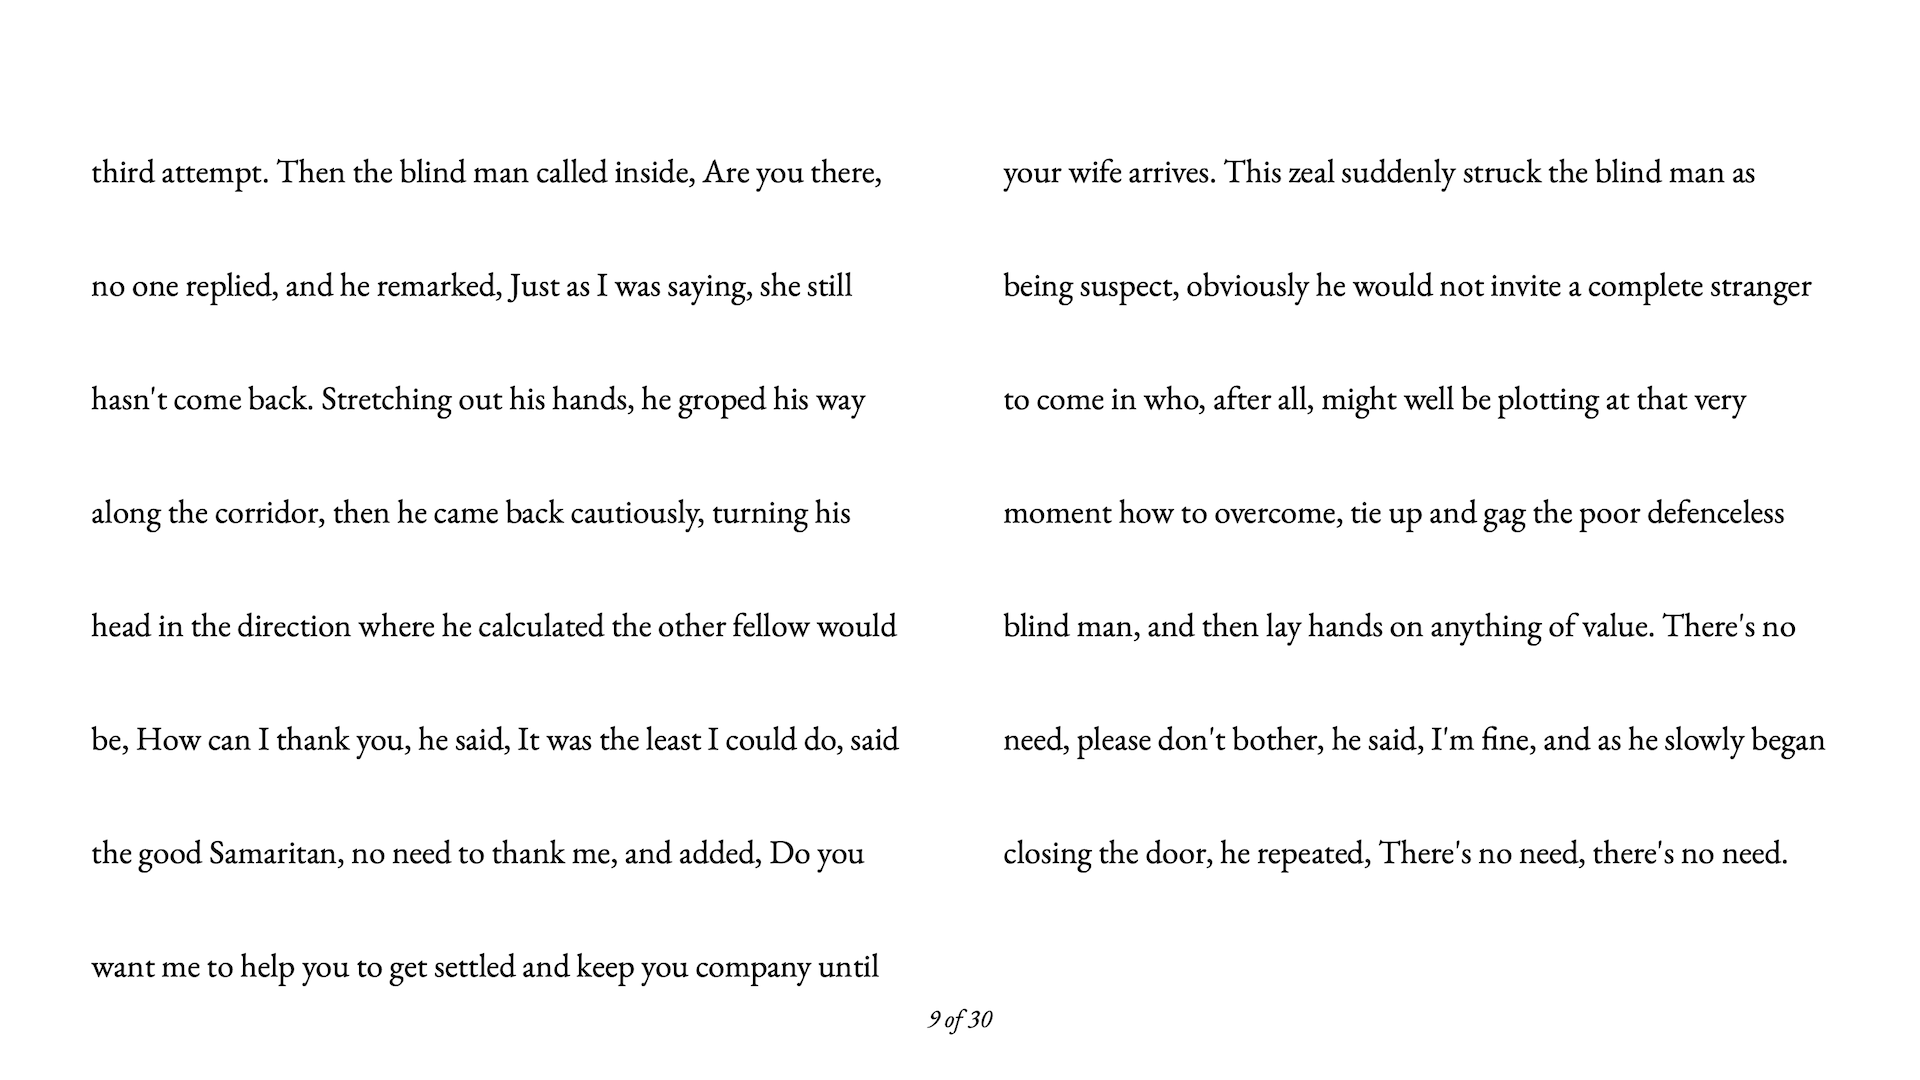 third attempt. Then the blind man called inside, Are you there,
no one replied, and he remarked, Just as I was saying, she still
hasn't come back. Stretching out his hands, he groped his way
along the corridor, then he came back cautiously, turning his
head in the direction where he calculated the other fellow would
be, How can I thank you, he said, It was the least I could do, said
the good Samaritan, no need to thank me, and added, Do you
want me to help you to get settled and keep you company until
your wife arrives. This zeal suddenly struck the blind man as
being suspect, obviously he would not invite a complete stranger
to come in who, after all, might well be plotting at that very
moment how to overcome, tie up and gag the poor defenceless
blind man, and then lay hands on anything of value. There's no
need, please don't bother, he said, I'm fine, and as he slowly began
closing the door, he repeated, There's no need, there's no need.
9 of 30